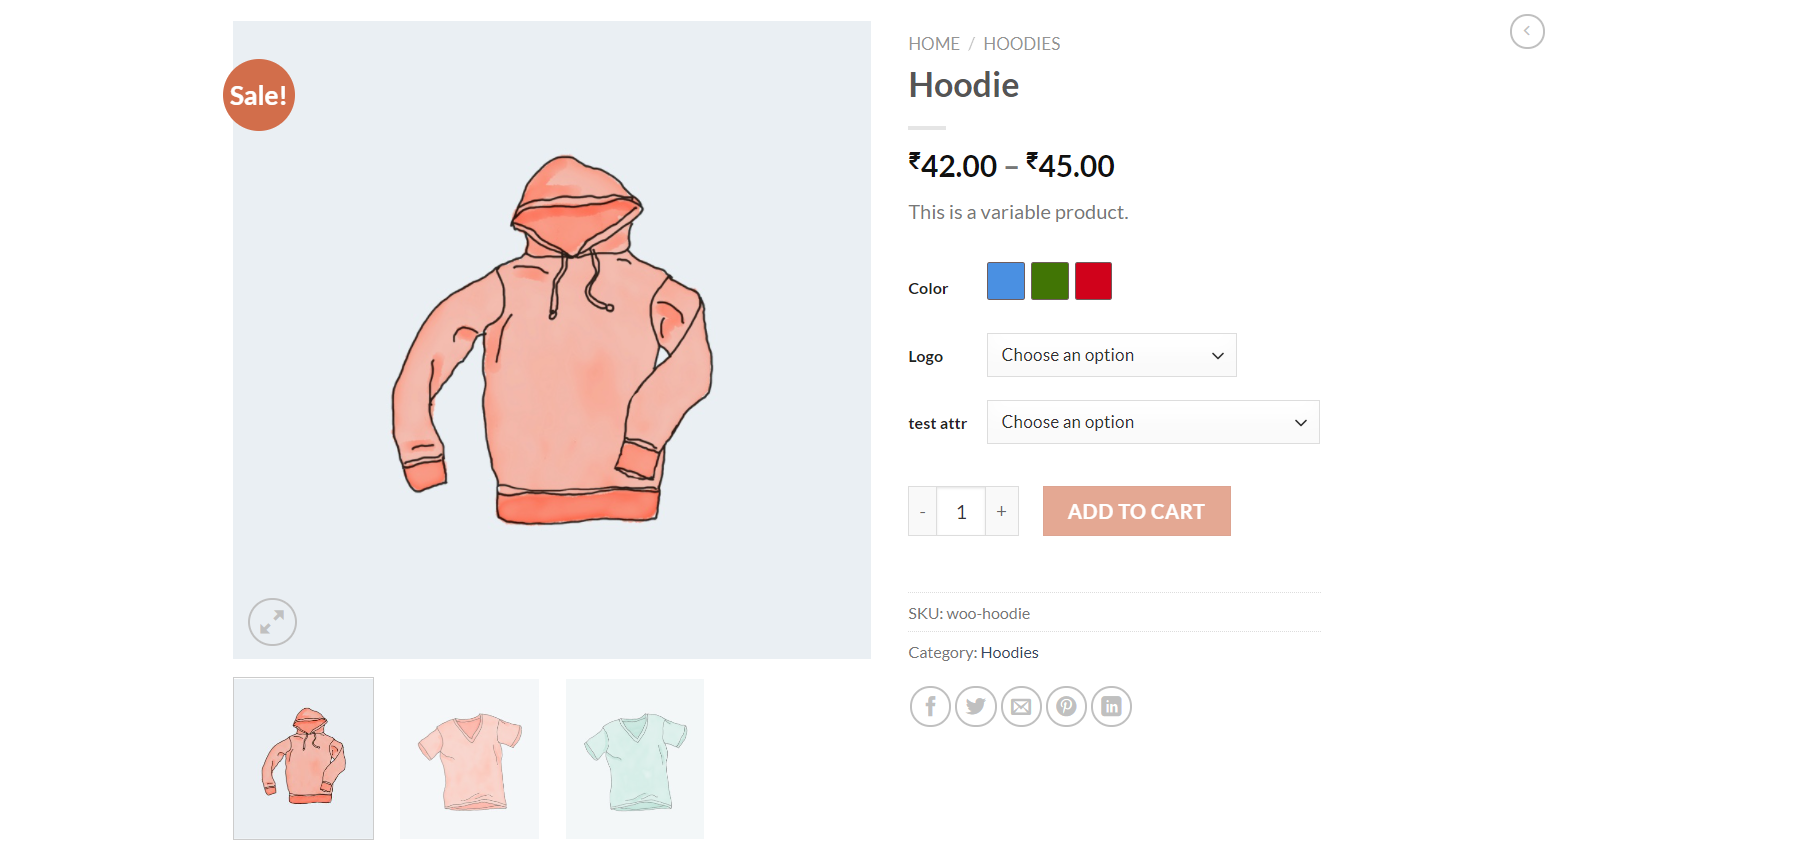 Sale!
HOME / HOODIES
Hoodie
₹42.00 – ₹45.00
This is a variable product.
Color
Logo
Choose an option
test attr
Choose an option
- 1 +
ADD TO CART
SKU: woo-hoodie
Category: Hoodies